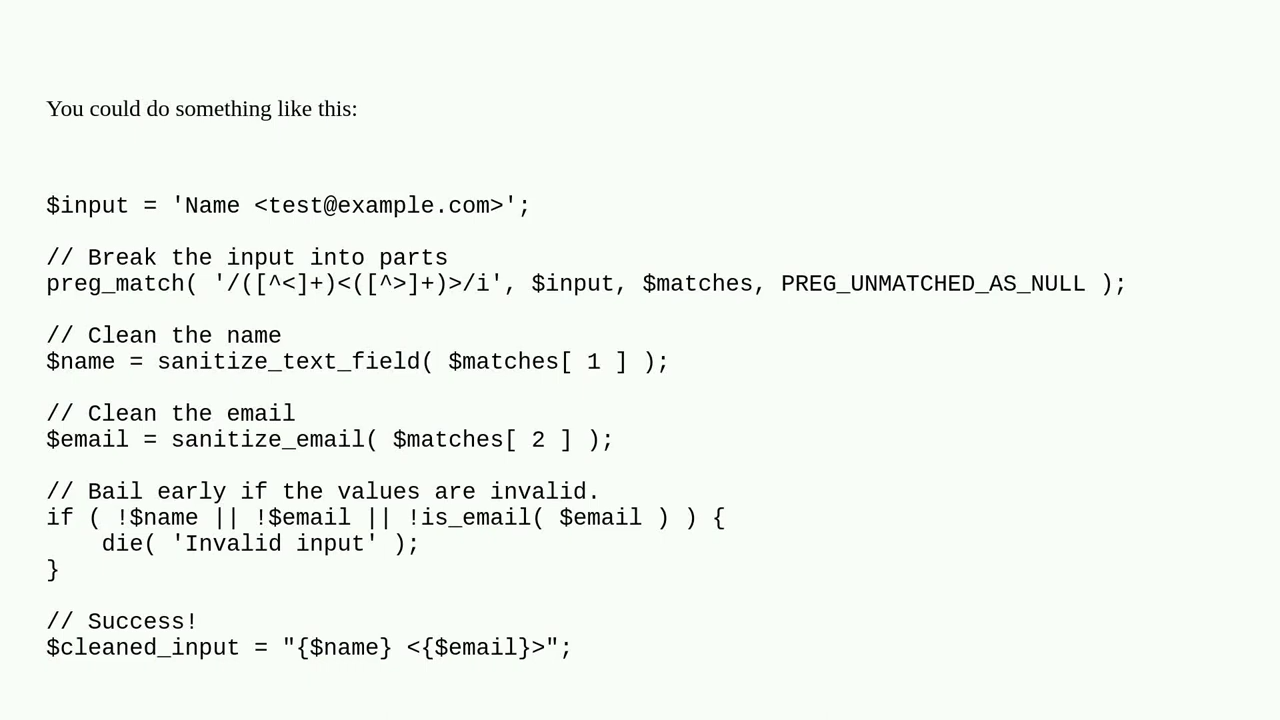 You could do something like this:
$input = 'Name <test@example.com>';
// Break the input into parts
preg_match( '/([^<]+)<([^>]+)>/i', $input, $matches, PREG_UNMATCHED_AS_NULL );
// Clean the name
$name = sanitize_text_field( $matches[ 1 ] );
// Clean the email
$email = sanitize_email( $matches[ 2 ] );
// Bail early if the values are invalid.
if ( !$name || !$email || !is_email( $email ) ) {
    die( 'Invalid input' );
}
// Success!
$cleaned_input = "{$name} <{$email}>";